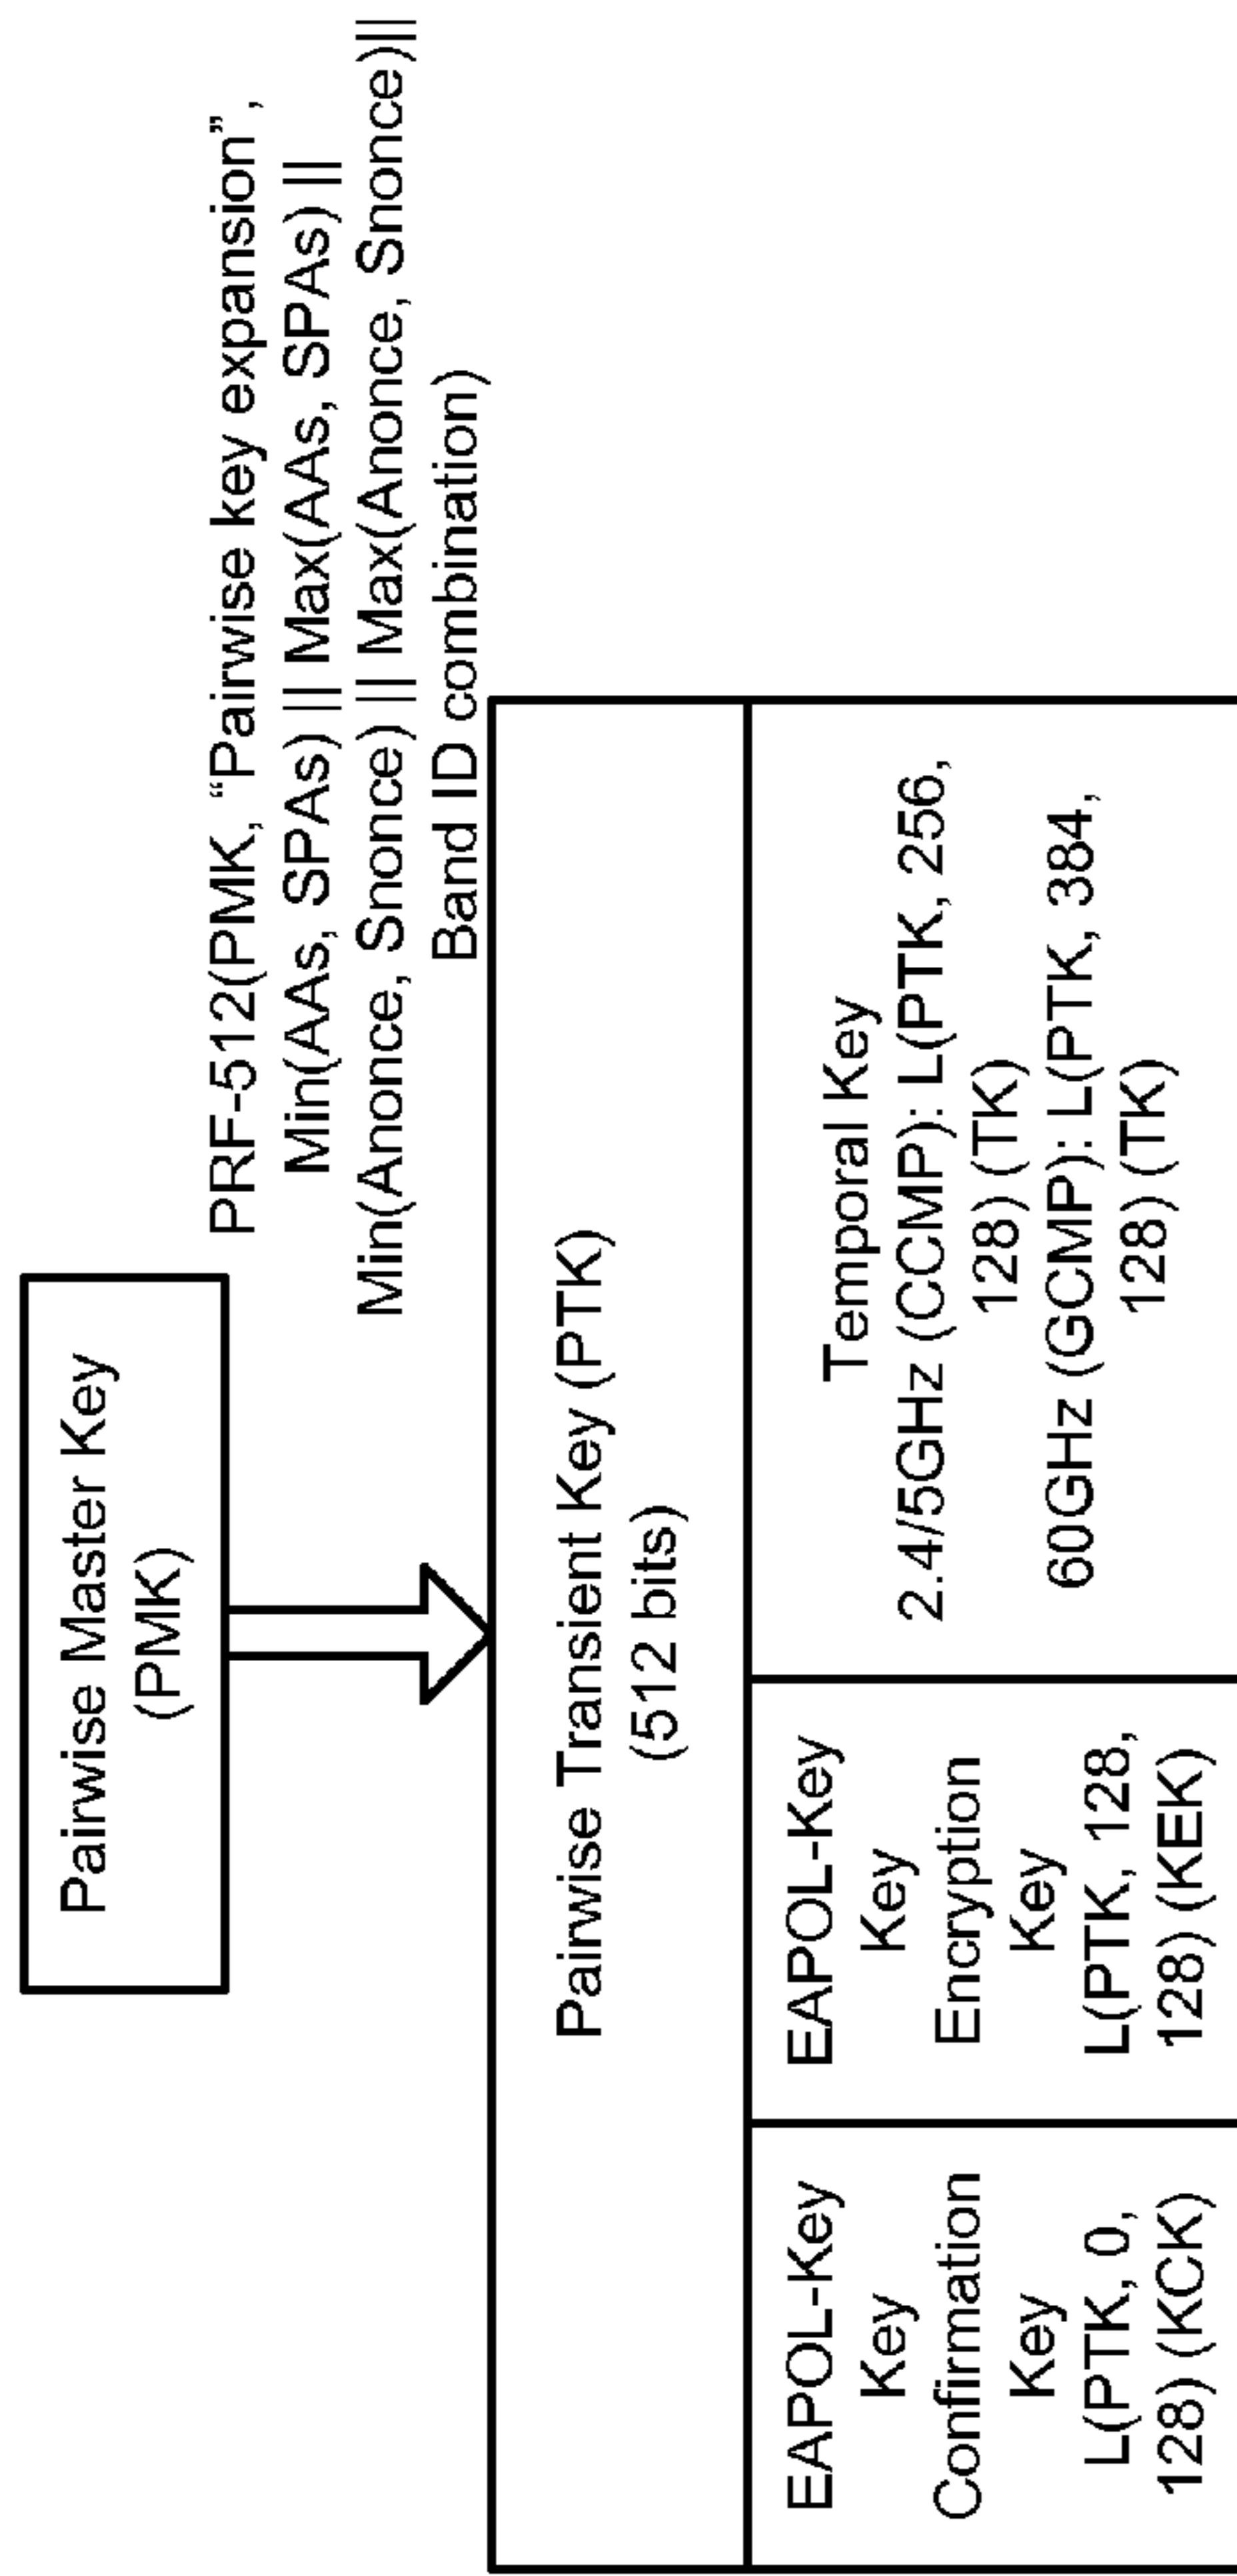 Pairwise Master Key
(PMK)
PRF-512(PMK, “Pairwise key expansion”,
Min(AAs, SPAs) || Max(AAs, SPAs) ||
Min(Anonce, Snonce) || Max(Anonce, Snonce)||
Band ID combination)
Pairwise Transient Key (PTK)
(512 bits)
EAPOL-Key
Key
Confirmation
Key
L(PTK, 0,
128) (KCK)
EAPOL-Key
Key
Encryption
Key
L(PTK, 128,
128) (KEK)
Temporal Key
2.4/5GHz (CCMP): L(PTK, 256,
128) (TK)
60GHz (GCMP): L(PTK, 384,
128) (TK)